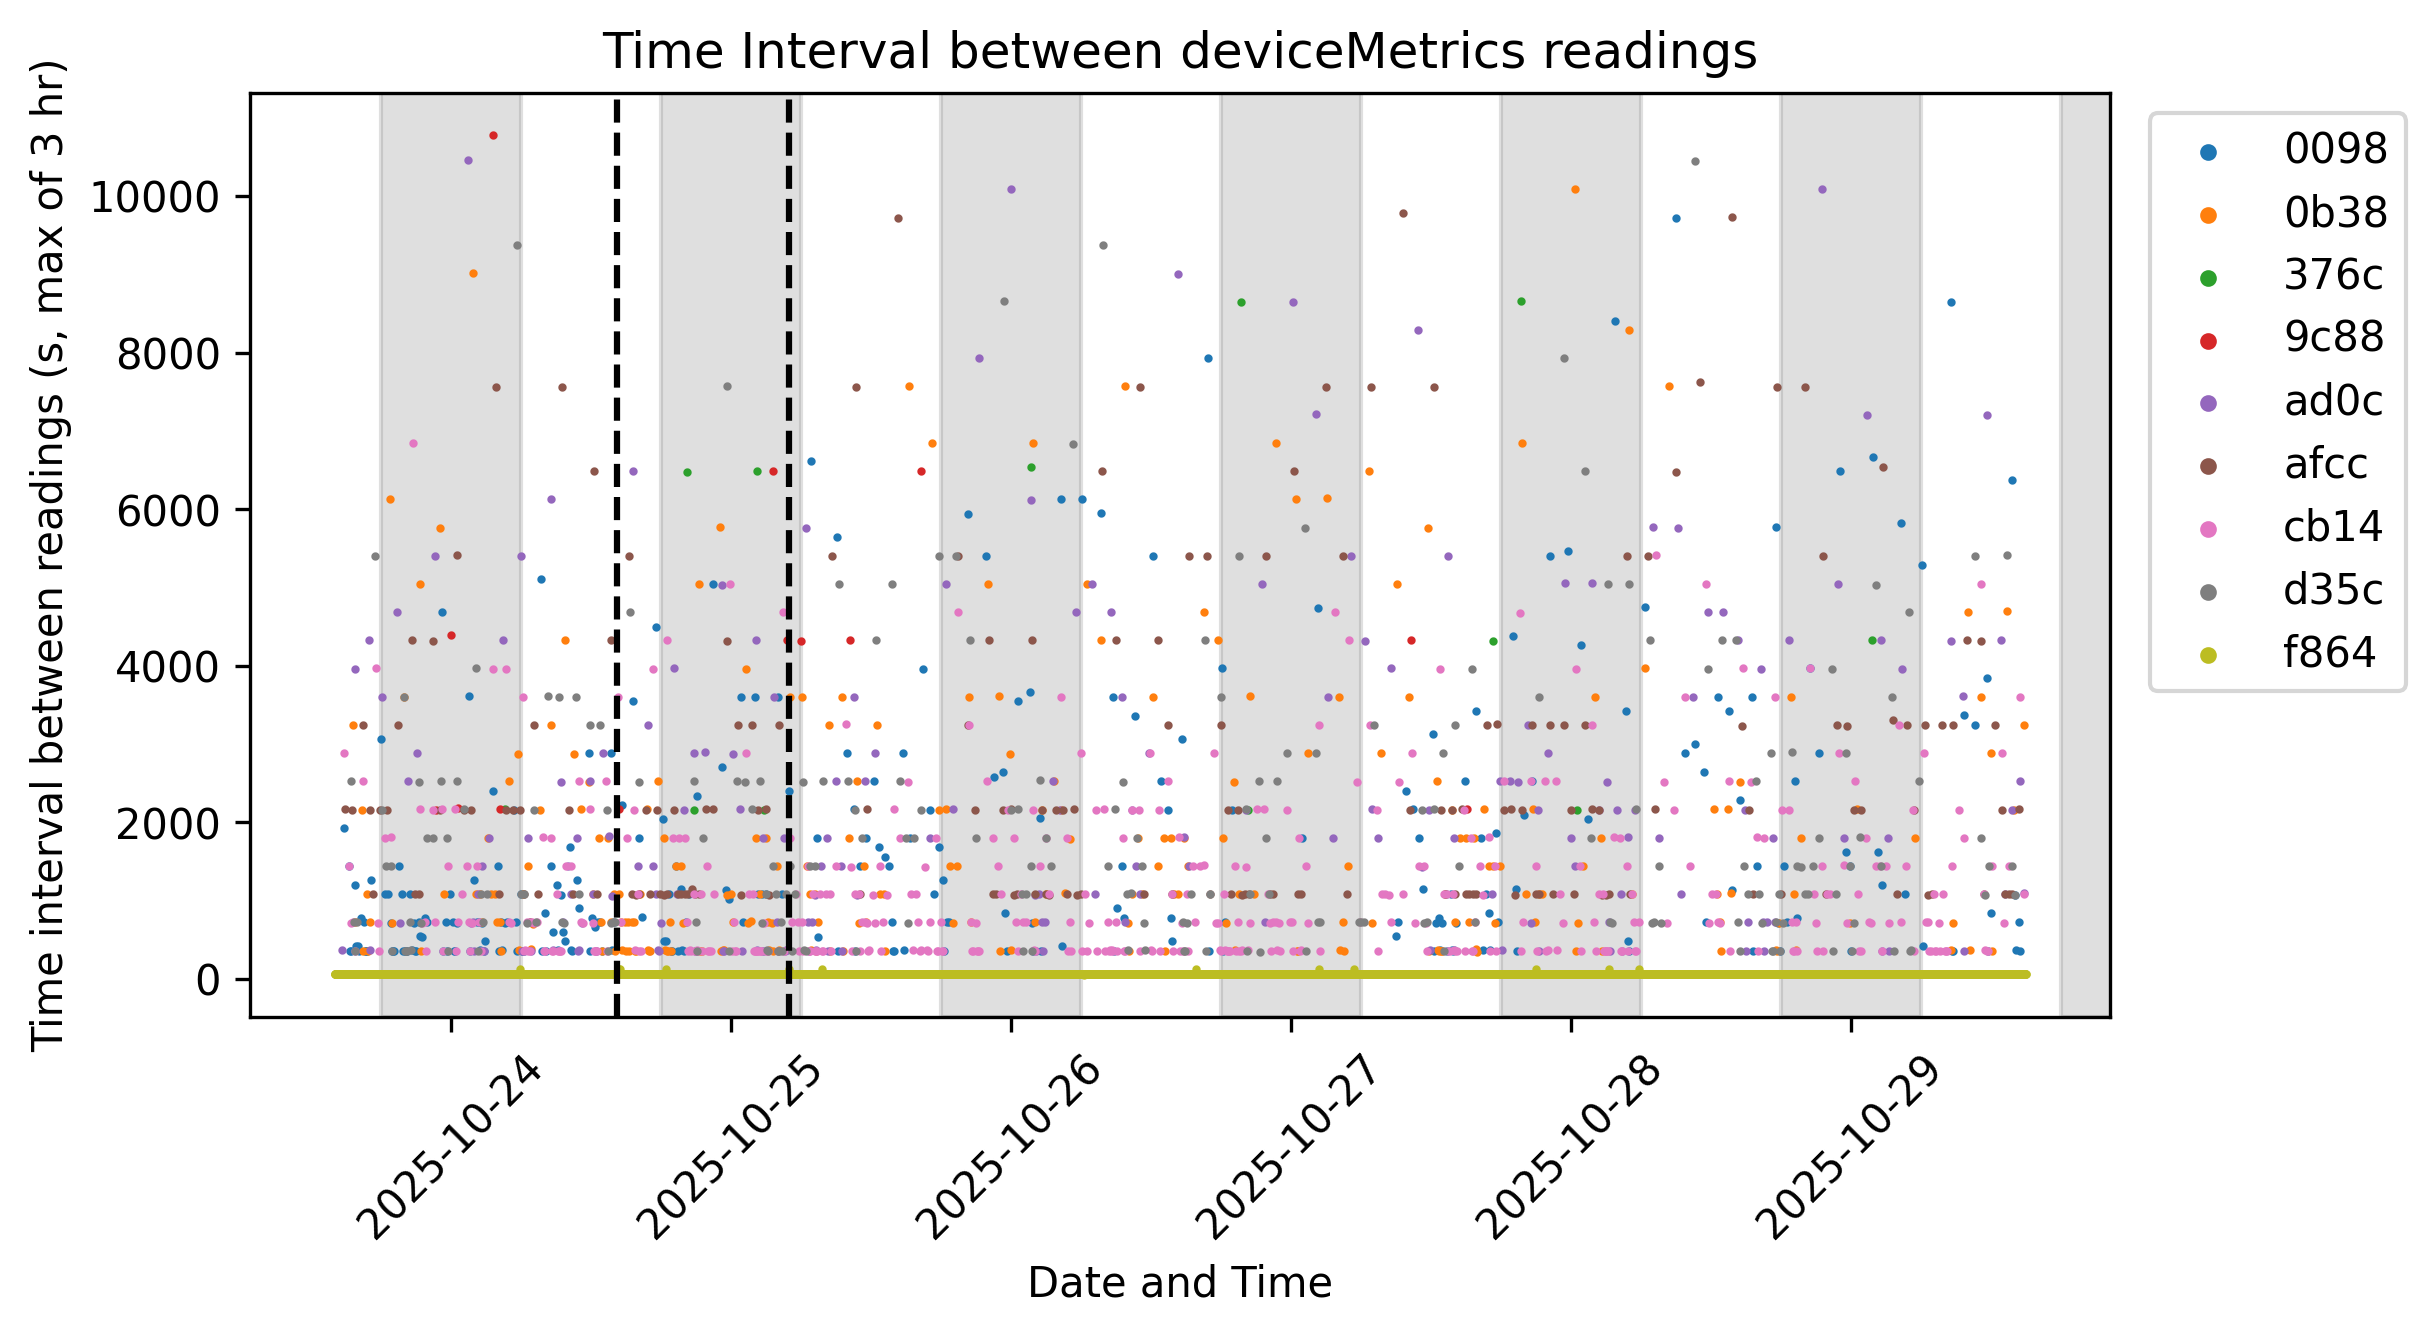 Time Interval between deviceMetrics readings
Time interval between readings (s, max of 3 hr)
10000
8000
6000
4000
2000
0
2025-10-24
2025-10-25
2025-10-26
2025-10-27
2025-10-28
2025-10-29
Date and Time
0098
0b38
376c
9c88
ad0c
afcc
cb14
d35c
f864